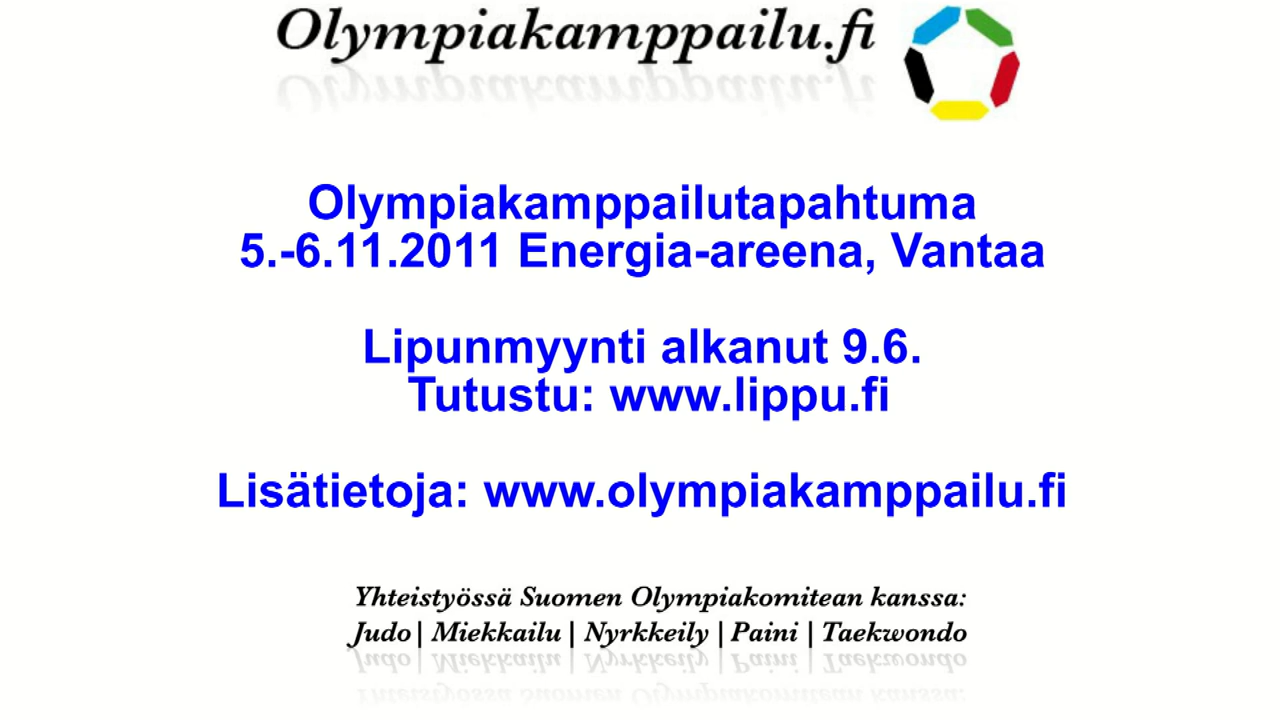 Olympiakamppailu.fi
Olympiakamppailutapahtuma
5.-6.11.2011 Energia-areena, Vantaa
Lipunmyynti alkanut 9.6.
Tutustu: www.lippu.fi
Lisätietoja: www.olympiakamppailu.fi
Yhteistyössä Suomen Olympiakomitean kanssa:
Judo | Miekkailu | Nyrkkeily | Paini | Taekwondo